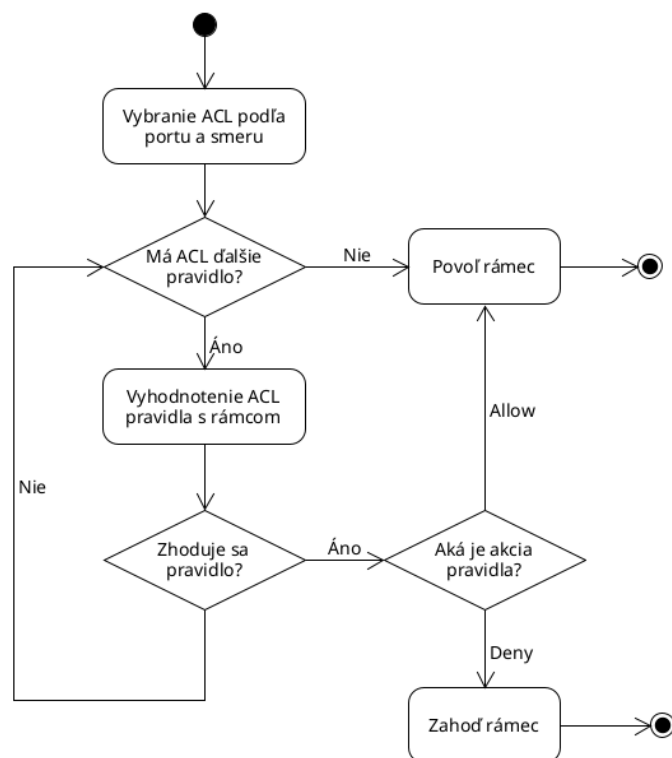 Vybranie ACL podľa
portu a smeru
Má ACL ďalšie
pravidlo?
Nie
Povoľ rámec
Áno
Vyhodnotenie ACL
pravidla s rámcom
Allow
Nie
Zhoduje sa
pravidlo?
Áno
Aká je akcia
pravidla?
Deny
Zahoď rámec